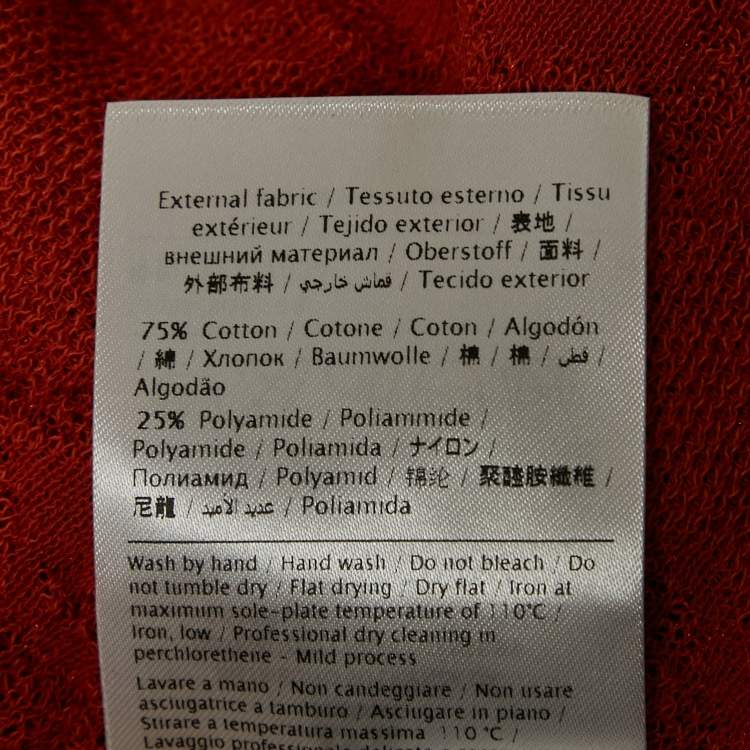 External fabric / Tessuto esterno / Tissu
extérieur / Tejido exterior / 表地 /
внешний материал / Oberstoff / 面料 /
外部布料 / قماش خارجي / Tecido exterior
75% Cotton / Cotone / Coton / Algodón
/ 綿 / Хлопок / Baumwolle / 棉 / 棉 / قطن /
Algodão
25% Polyamide / Poliammide /
Polyamide / Poliamida / ナイロン /
Полиамид / Polyamid / 锦纶 / 聚醯胺纖維 /
尼龍 / عديد الأميد / Poliamida
Wash by hand / Hand wash / Do not bleach / Do
not tumble dry / Flat drying / Dry flat / Iron at
maximum sole-plate temperature of 110°C /
Iron, low / Professional dry cleaning in
perchlorethene - Mild process
Lavare a mano / Non candeggiare / Non usare
asciugatrice a tamburo / Asciugare in piano /
Stirare a temperatura massima 110 °C /
Lavaggio professionale